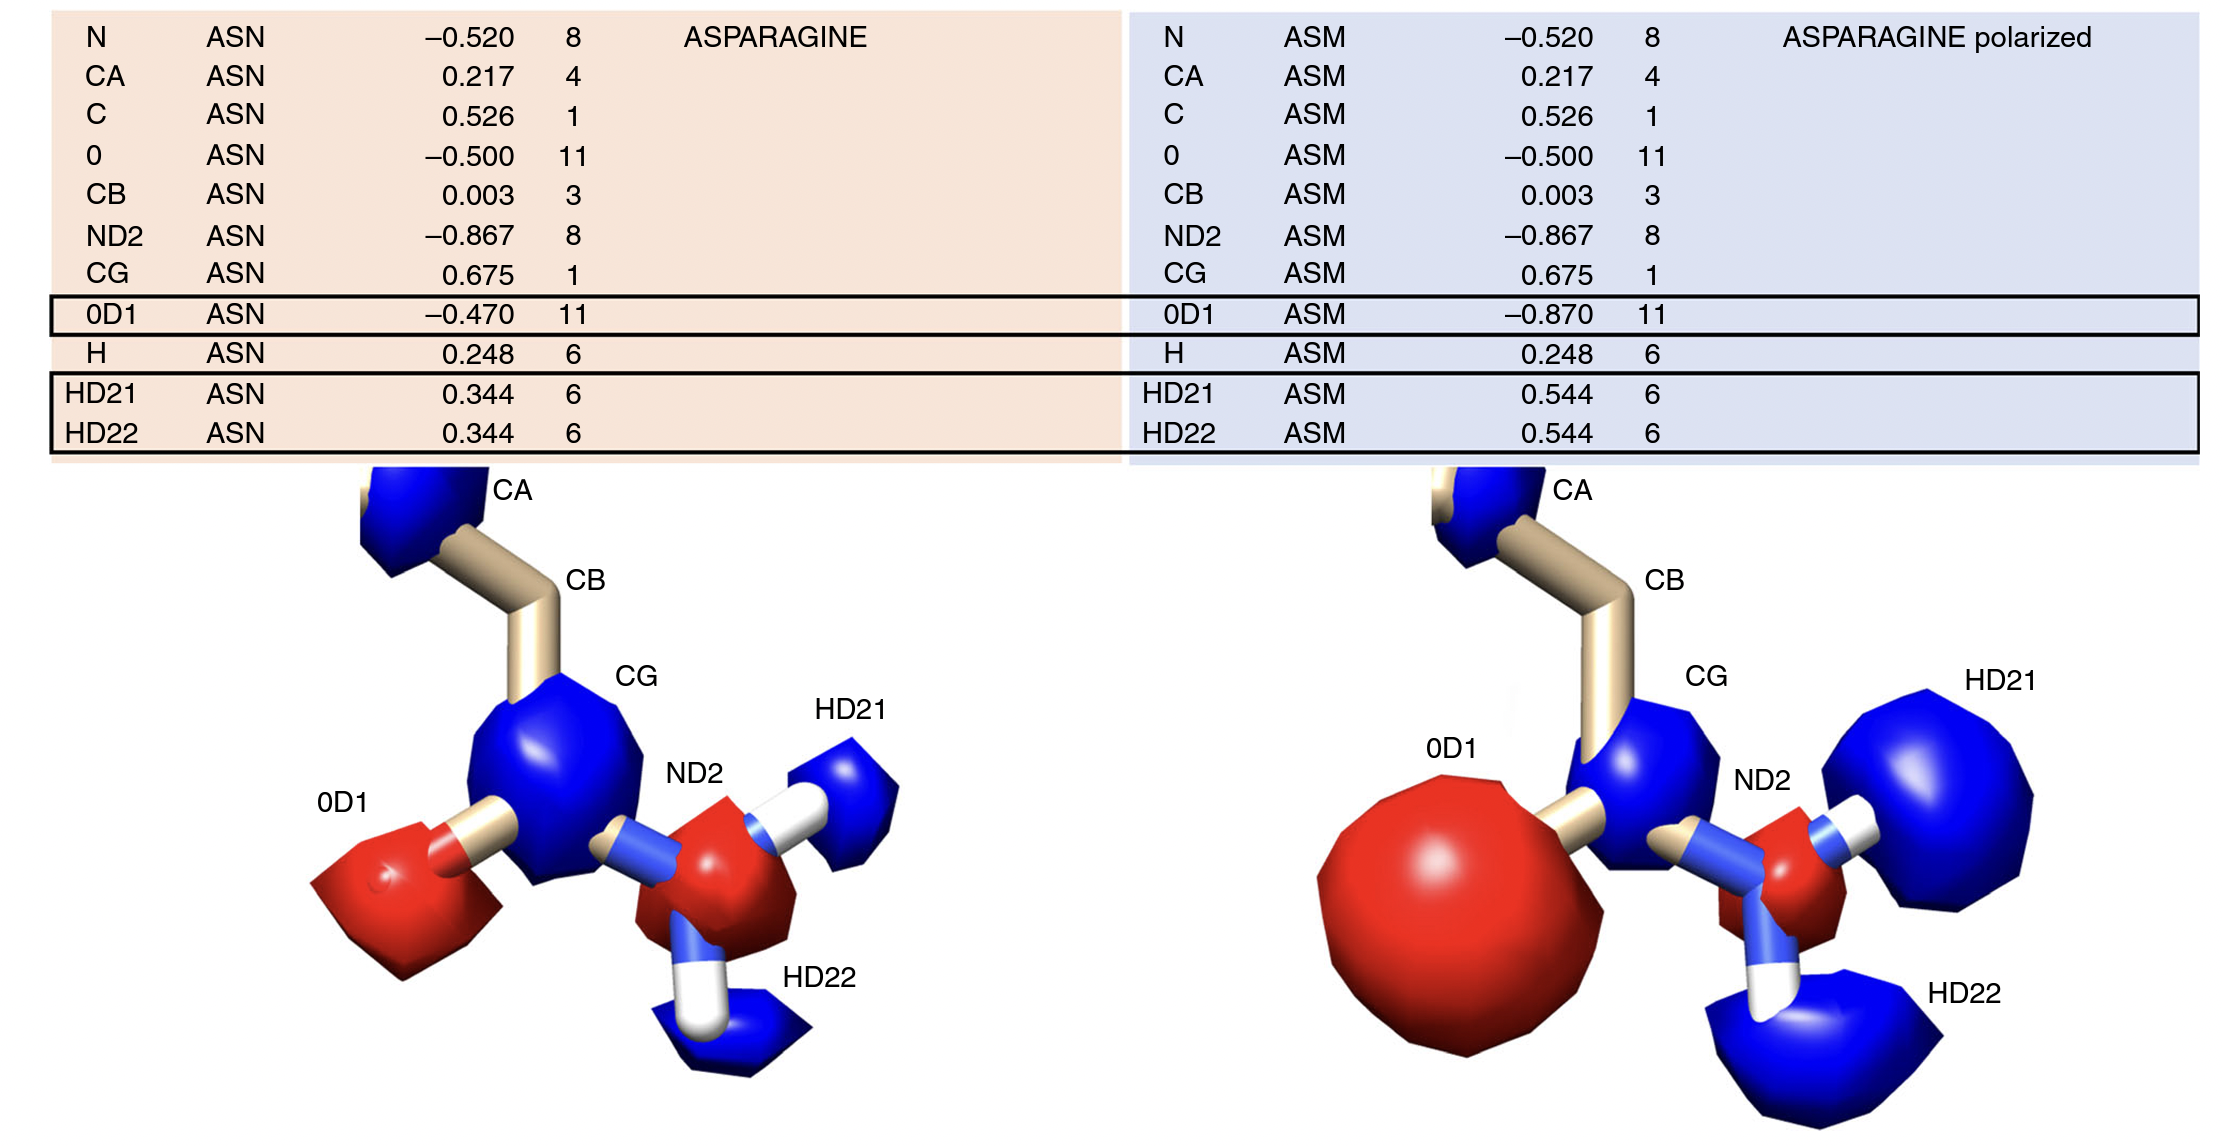 N ASN –0.520 8 ASPARAGINE
CA ASN 0.217 4
C ASN 0.526 1
0 ASN –0.500 11
CB ASN 0.003 3
ND2 ASN –0.867 8
CG ASN 0.675 1
0D1 ASN –0.470 11
H ASN 0.248 6
HD21 ASN 0.344 6
HD22 ASN 0.344 6
N ASM –0.520 8 ASPARAGINE polarized
CA ASM 0.217 4
C ASM 0.526 1
0 ASM –0.500 11
CB ASM 0.003 3
ND2 ASM –0.867 8
CG ASM 0.675 1
0D1 ASM –0.870 11
H ASM 0.248 6
HD21 ASM 0.544 6
HD22 ASM 0.544 6
CA
CB
CG
HD21
ND2
0D1
HD22
CA
CB
CG
HD21
0D1
ND2
HD22